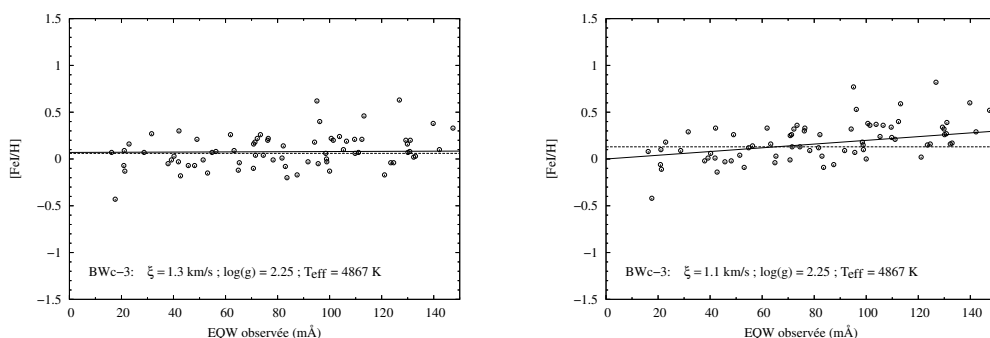 1.5
1
0.5
0
−0.5
−1
−1.5
[FeI/H]
BWc−3: ξ = 1.3 km/s ; log(g) = 2.25 ; Teff = 4867 K
0 20 40 60 80 100 120 140
EQW observée (mÅ)
1.5
1
0.5
0
−0.5
−1
−1.5
[FeI/H]
BWc−3: ξ = 1.1 km/s ; log(g) = 2.25 ; Teff = 4867 K
0 20 40 60 80 100 120 140
EQW observée (mÅ)